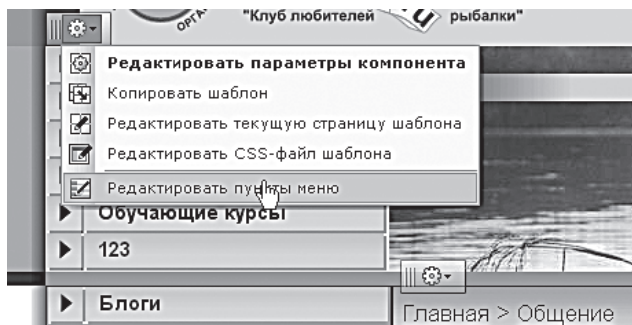 ОРГАН
"Клуб любителей рыбалки"
Редактировать параметры компонента
Копировать шаблон
Редактировать текущую страницу шаблона
Редактировать CSS-файл шаблона
Редактировать пункты меню
Обучающие курсы
123
Блоги
Главная > Общение